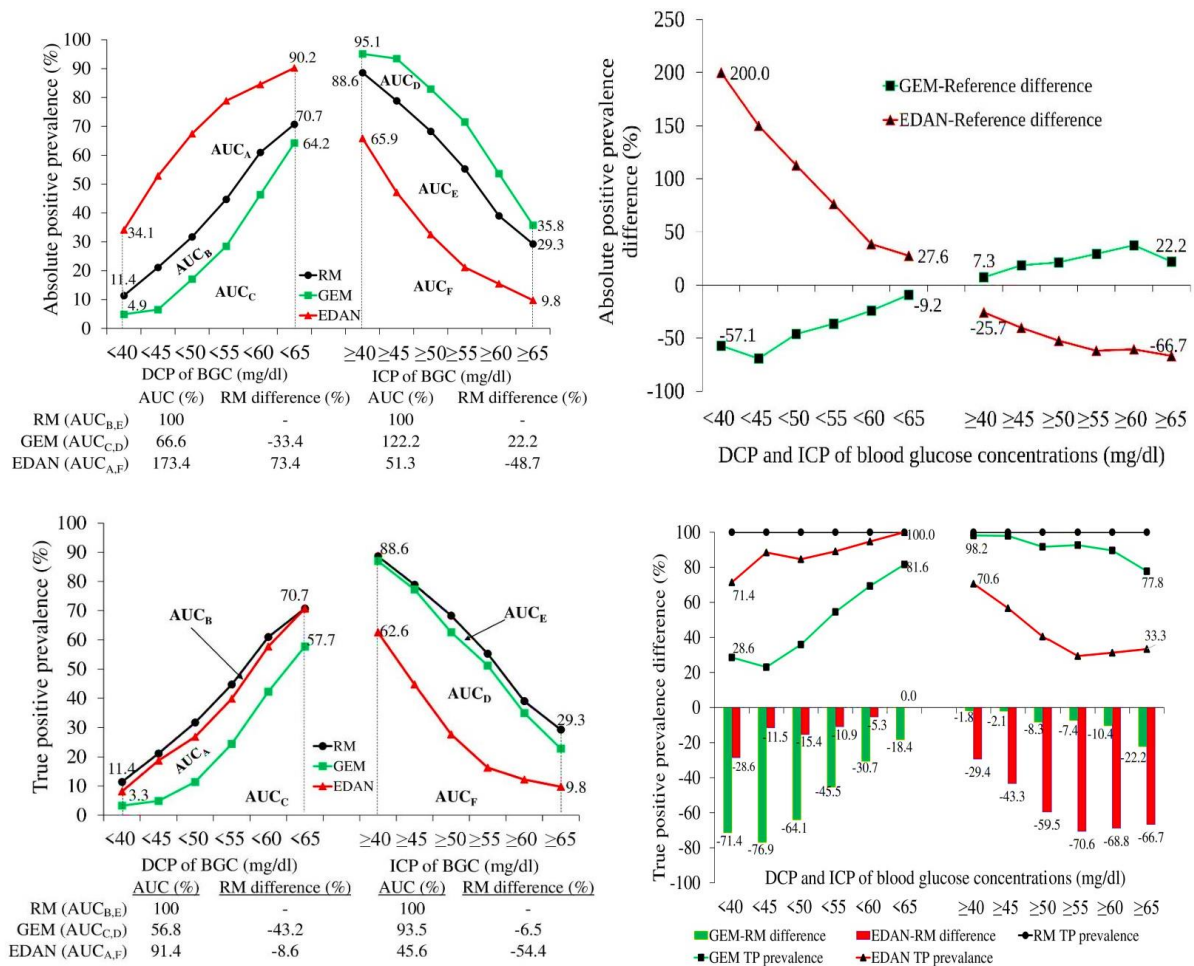 Absolute positive prevalence (%)
100
90
80
70
60
50
40
30
20
10
0
34.1
90.2
11.4
70.7
4.9
64.2
AUC_A
AUC_B
AUC_C
RM
GEM
EDAN
95.1
88.6
65.9
35.8
29.3
9.8
AUC_D
AUC_E
AUC_F
<40 <45 <50 <55 <60 <65 ≥40 ≥45 ≥50 ≥55 ≥60 ≥65
DCP of BGC (mg/dl) ICP of BGC (mg/dl)
AUC (%) RM difference (%) AUC (%) RM difference (%)
RM (AUC_B,E) 100 - 100 -
GEM (AUC_C,D) 66.6 -33.4 122.2 22.2
EDAN (AUC_A,F) 173.4 73.4 51.3 -48.7
Absolute positive prevalence
difference (%)
250
200
150
100
50
0
-50
-100
GEM-Reference difference
EDAN-Reference difference
200.0
27.6
-57.1
-9.2
7.3
22.2
-25.7
-66.7
<40 <45 <50 <55 <60 <65 ≥40 ≥45 ≥50 ≥55 ≥60 ≥65
DCP and ICP of blood glucose concentrations (mg/dl)
True positive prevalence (%)
100
90
80
70
60
50
40
30
20
10
0
11.4
3.3
70.7
57.7
AUC_B
AUC_A
AUC_C
RM
GEM
EDAN
88.6
62.6
29.3
9.8
AUC_E
AUC_D
AUC_F
<40 <45 <50 <55 <60 <65 ≥40 ≥45 ≥50 ≥55 ≥60 ≥65
DCP of BGC (mg/dl) ICP of BGC (mg/dl)
AUC (%) RM difference (%) AUC (%) RM difference (%)
RM (AUC_B,E) 100 - 100 -
GEM (AUC_C,D) 56.8 -43.2 93.5 -6.5
EDAN (AUC_A,F) 91.4 -8.6 45.6 -54.4
True positive prevalence difference (%)
100
80
60
40
20
0
-20
-40
-60
-80
-100
71.4
28.6
100.0
81.6
98.2
70.6
77.8
33.3
0.0
-71.4
-28.6
-76.9
-11.5
-64.1
-15.4
-45.5
-10.9
-30.7
-5.3
-18.4
-1.8
-29.4
-2.1
-43.3
-8.3
-59.5
-7.4
-70.6
-10.4
-68.8
-22.2
-66.7
DCP and ICP of blood glucose concentrations (mg/dl)
<40 <45 <50 <55 <60 <65 ≥40 ≥45 ≥50 ≥55 ≥60 ≥65
GEM-RM difference EDAN-RM difference RM TP prevalence
GEM TP prevalence EDAN TP prevalance